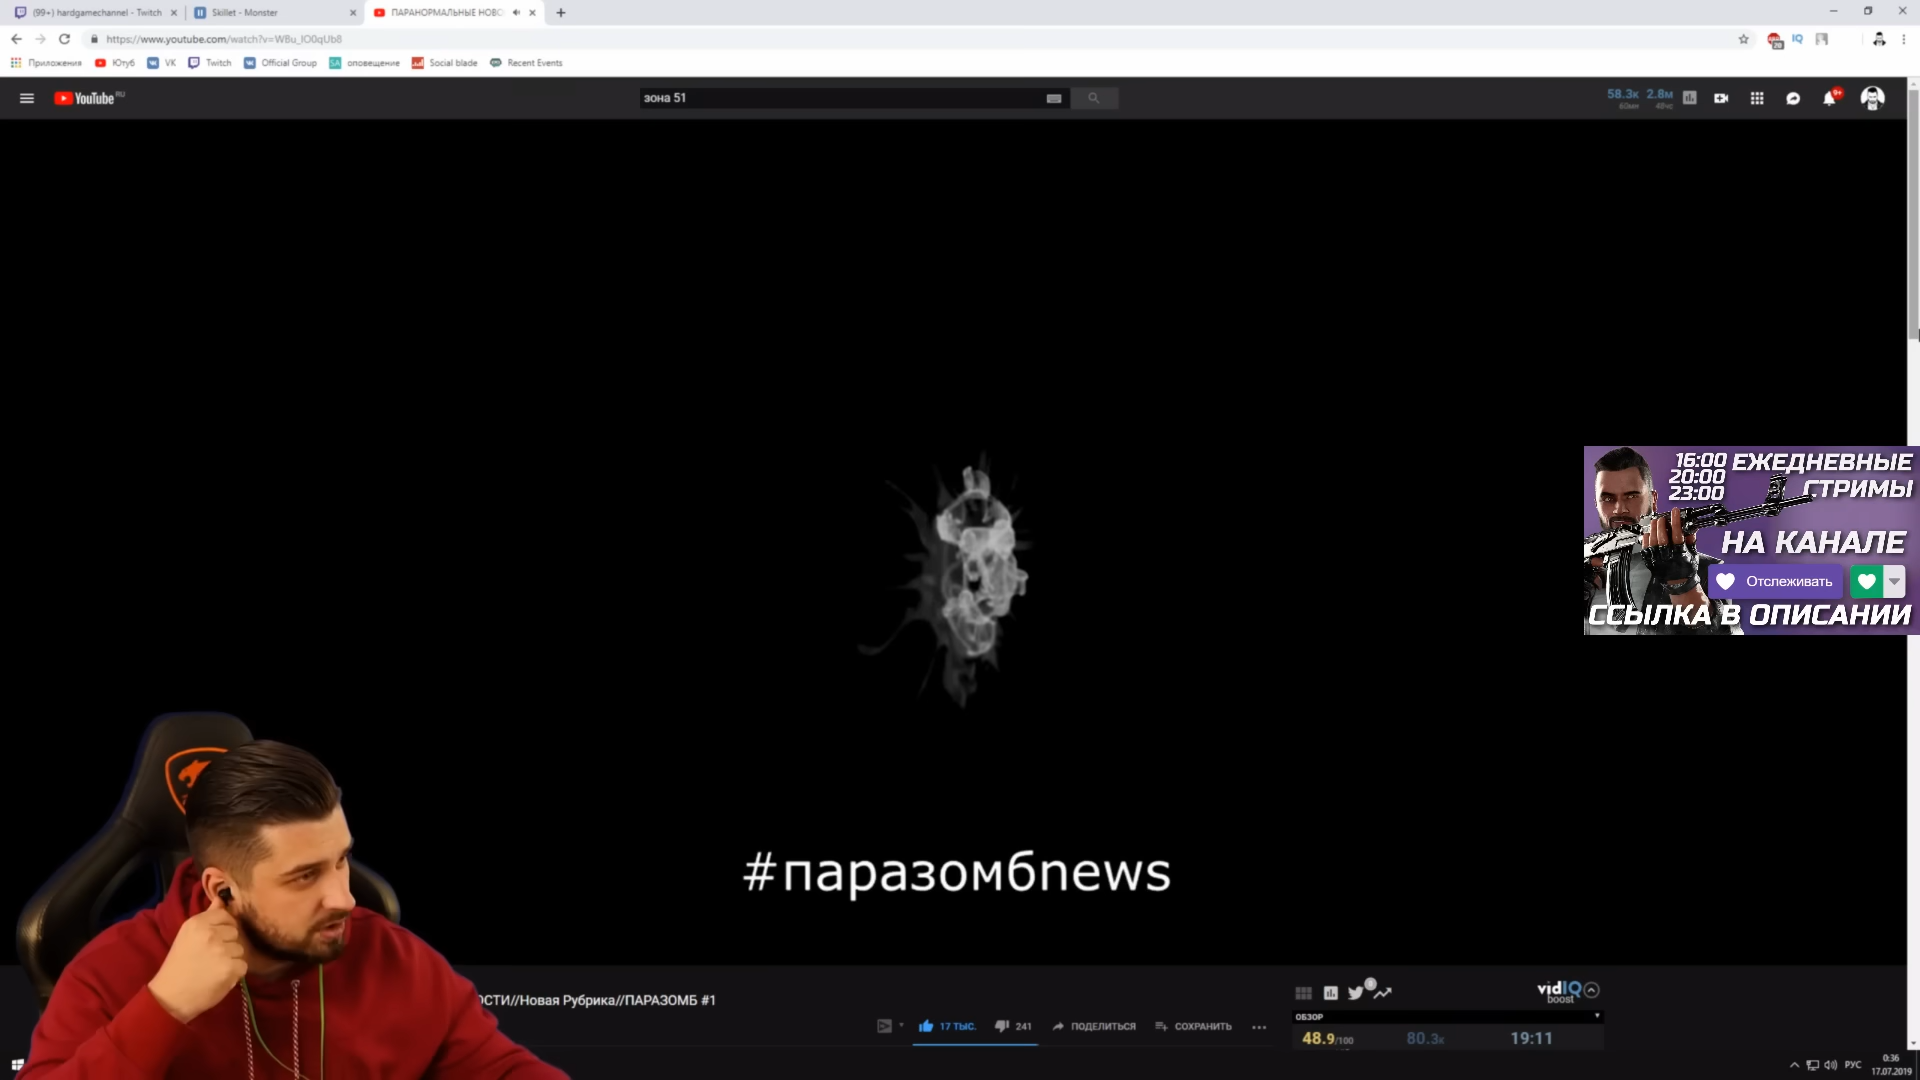 (99+) hardgamechannel - Twitch
Skillet - Monster
ПАРАНОРМАЛЬНЫЕ НОВО
https://www.youtube.com/watch?v=WBu_IO0qUb8
Приложения
Ютуб
VK
Twitch
Official Group
оповещение
Social blade
Recent Events
YouTube RU
зона 51
58.3к 2.8м
9+
16:00
20:00
23:00
ЕЖЕДНЕВНЫЕ
СТРИМЫ
НА КАНАЛЕ
Отслеживать
ССЫЛКА В ОПИСАНИИ
#паразомбnews
ОСТИ//Новая Рубрика//ПАРАЗОМБ #1
17 ТЫС.
241
ПОДЕЛИТЬСЯ
СОХРАНИТЬ
vidIQ
boost
ОБЗОР
48.9/100
80.3к
19:11
РУС
0:36
17.07.2019